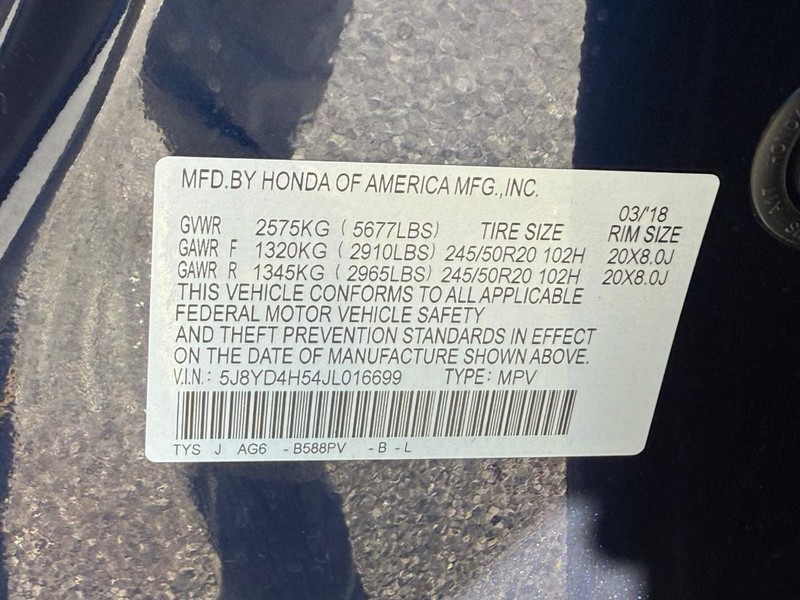 MFD.BY HONDA OF AMERICA MFG.,INC.
03/'18
GVWR 2575KG ( 5677LBS) TIRE SIZE RIM SIZE
GAWR F 1320KG ( 2910LBS) 245/50R20 102H 20X8.0J
GAWR R 1345KG ( 2965LBS) 245/50R20 102H 20X8.0J
THIS VEHICLE CONFORMS TO ALL APPLICABLE
FEDERAL MOTOR VEHICLE SAFETY
AND THEFT PREVENTION STANDARDS IN EFFECT
ON THE DATE OF MANUFACTURE SHOWN ABOVE.
V.I.N.: 5J8YD4H54JL016699 TYPE: MPV
TYS J AG6 -B588PV -B -L